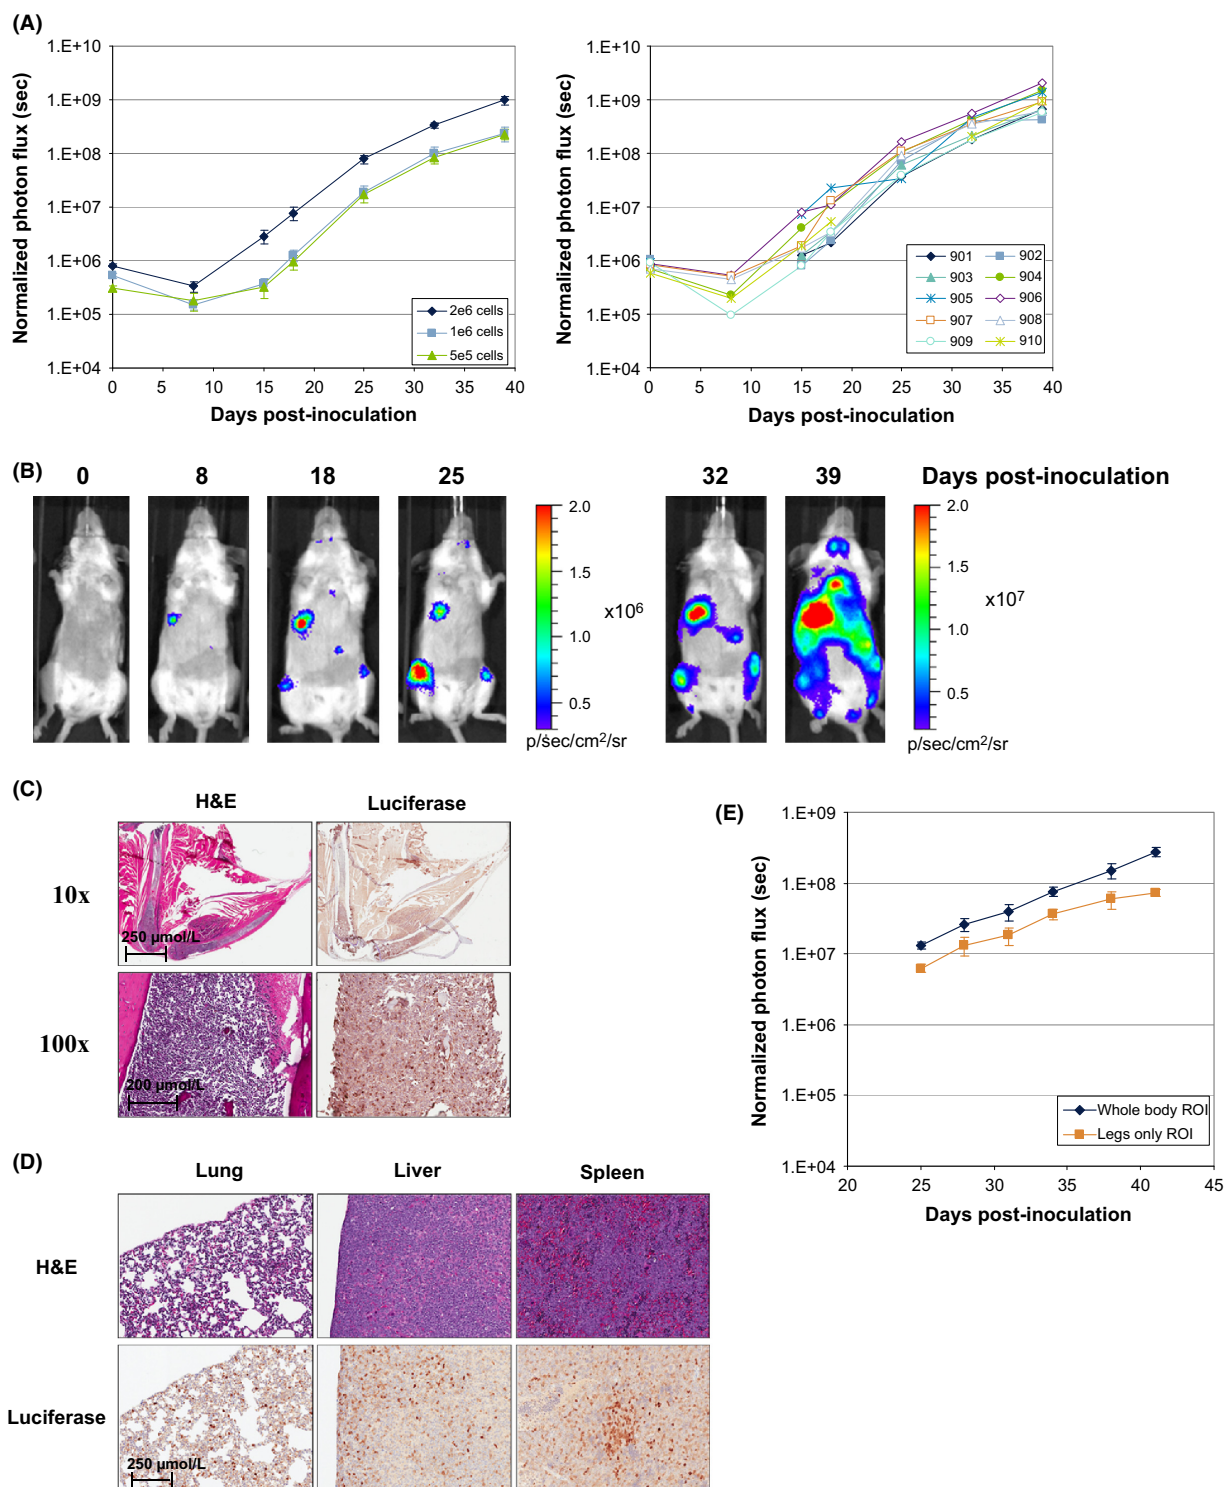 (A)
1.E+10
1.E+09
1.E+08
1.E+07
1.E+06
1.E+05
1.E+04
Normalized photon flux (sec)
0 5 10 15 20 25 30 35 40
Days post-inoculation
2e6 cells
1e6 cells
5e5 cells
1.E+10
1.E+09
1.E+08
1.E+07
1.E+06
1.E+05
1.E+04
Normalized photon flux (sec)
0 5 10 15 20 25 30 35 40
Days post-inoculation
901 902
903 904
905 906
907 908
909 910
(B)
0 8 18 25 32 39 Days post-inoculation
2.0
1.5
1.0
0.5
x10⁶
p/sec/cm²/sr
2.0
1.5
1.0
0.5
x10⁷
p/sec/cm²/sr
(C)
H&E Luciferase
10x
250 µmol/L
100x
200 µmol/L
(D)
Lung Liver Spleen
H&E
Luciferase
250 µmol/L
(E)
1.E+09
1.E+08
1.E+07
1.E+06
1.E+05
1.E+04
Normalized photon flux (sec)
20 25 30 35 40 45
Days post-inoculation
Whole body ROI
Legs only ROI